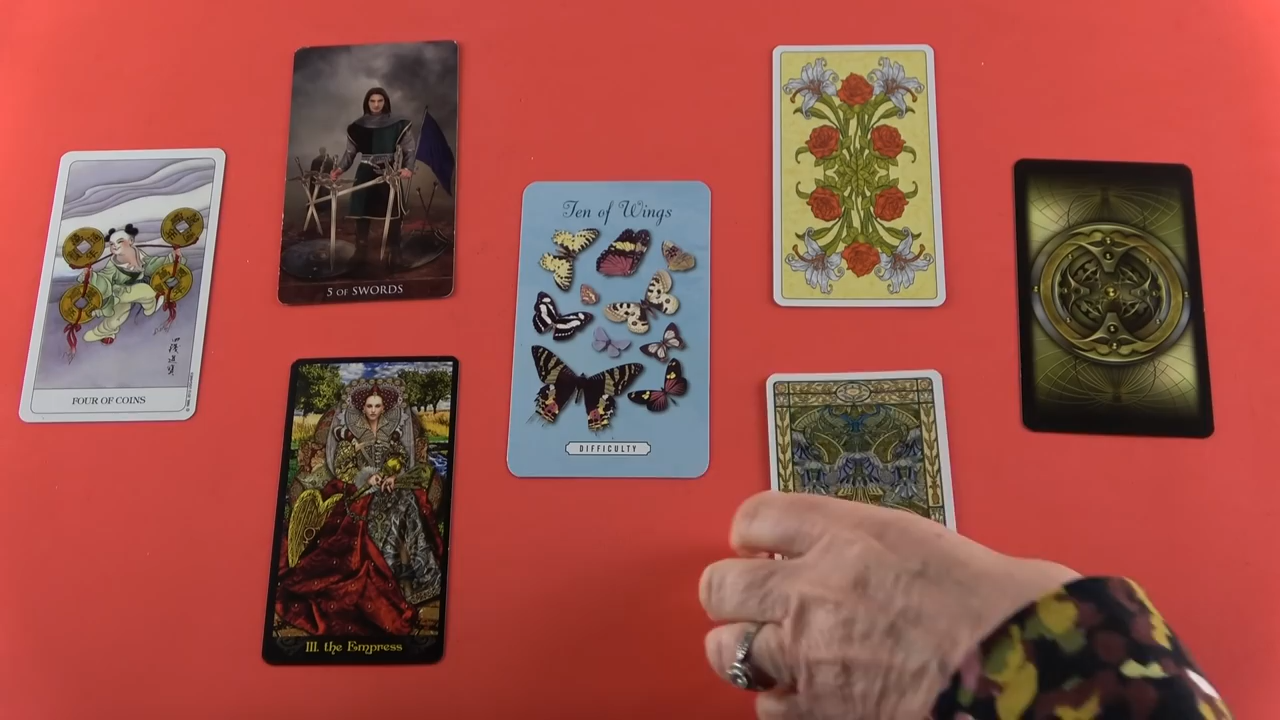 FOUR OF COINS
5 OF SWORDS
III. the Empress
Ten of Wings
DIFFICULTY